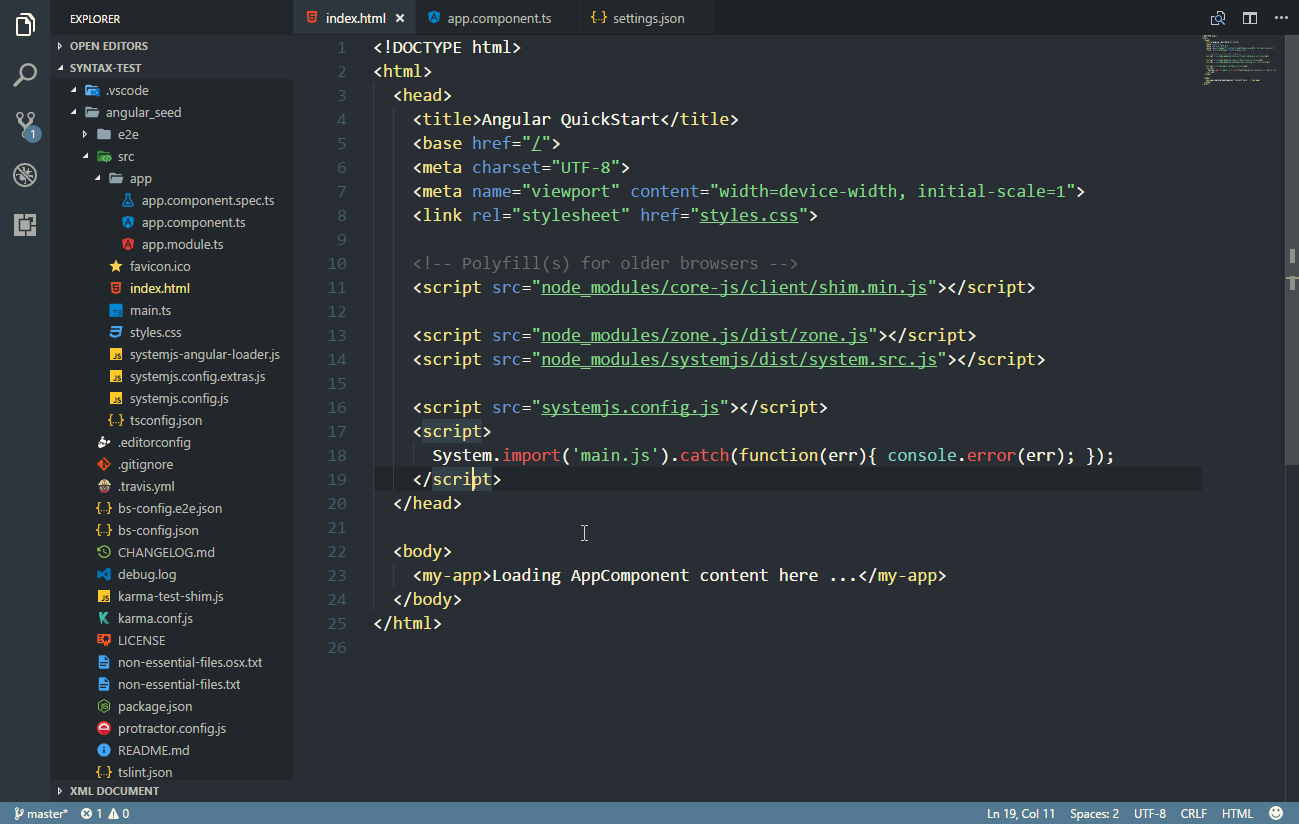 EXPLORER
OPEN EDITORS
SYNTAX-TEST
.vscode
angular_seed
e2e
src
app
app.component.spec.ts
app.component.ts
app.module.ts
favicon.ico
index.html
main.ts
styles.css
systemjs-angular-loader.js
systemjs.config.extras.js
systemjs.config.js
tsconfig.json
.editorconfig
.gitignore
.travis.yml
bs-config.e2e.json
bs-config.json
CHANGELOG.md
debug.log
karma-test-shim.js
karma.conf.js
LICENSE
non-essential-files.osx.txt
non-essential-files.txt
package.json
protractor.config.js
README.md
tslint.json
XML DOCUMENT
1
index.html × app.component.ts {..} settings.json
1 <!DOCTYPE html>
2 <html>
3 <head>
4 <title>Angular QuickStart</title>
5 <base href="/">
6 <meta charset="UTF-8">
7 <meta name="viewport" content="width=device-width, initial-scale=1">
8 <link rel="stylesheet" href="styles.css">
9
10 <!-- Polyfill(s) for older browsers -->
11 <script src="node_modules/core-js/client/shim.min.js"></script>
12
13 <script src="node_modules/zone.js/dist/zone.js"></script>
14 <script src="node_modules/systemjs/dist/system.src.js"></script>
15
16 <script src="systemjs.config.js"></script>
17 <script>
18 System.import('main.js').catch(function(err){ console.error(err); });
19 </script>
20 </head>
21
22 <body>
23 <my-app>Loading AppComponent content here ...</my-app>
24 </body>
25 </html>
26
master* 1 0 Ln 19, Col 11 Spaces: 2 UTF-8 CRLF HTML